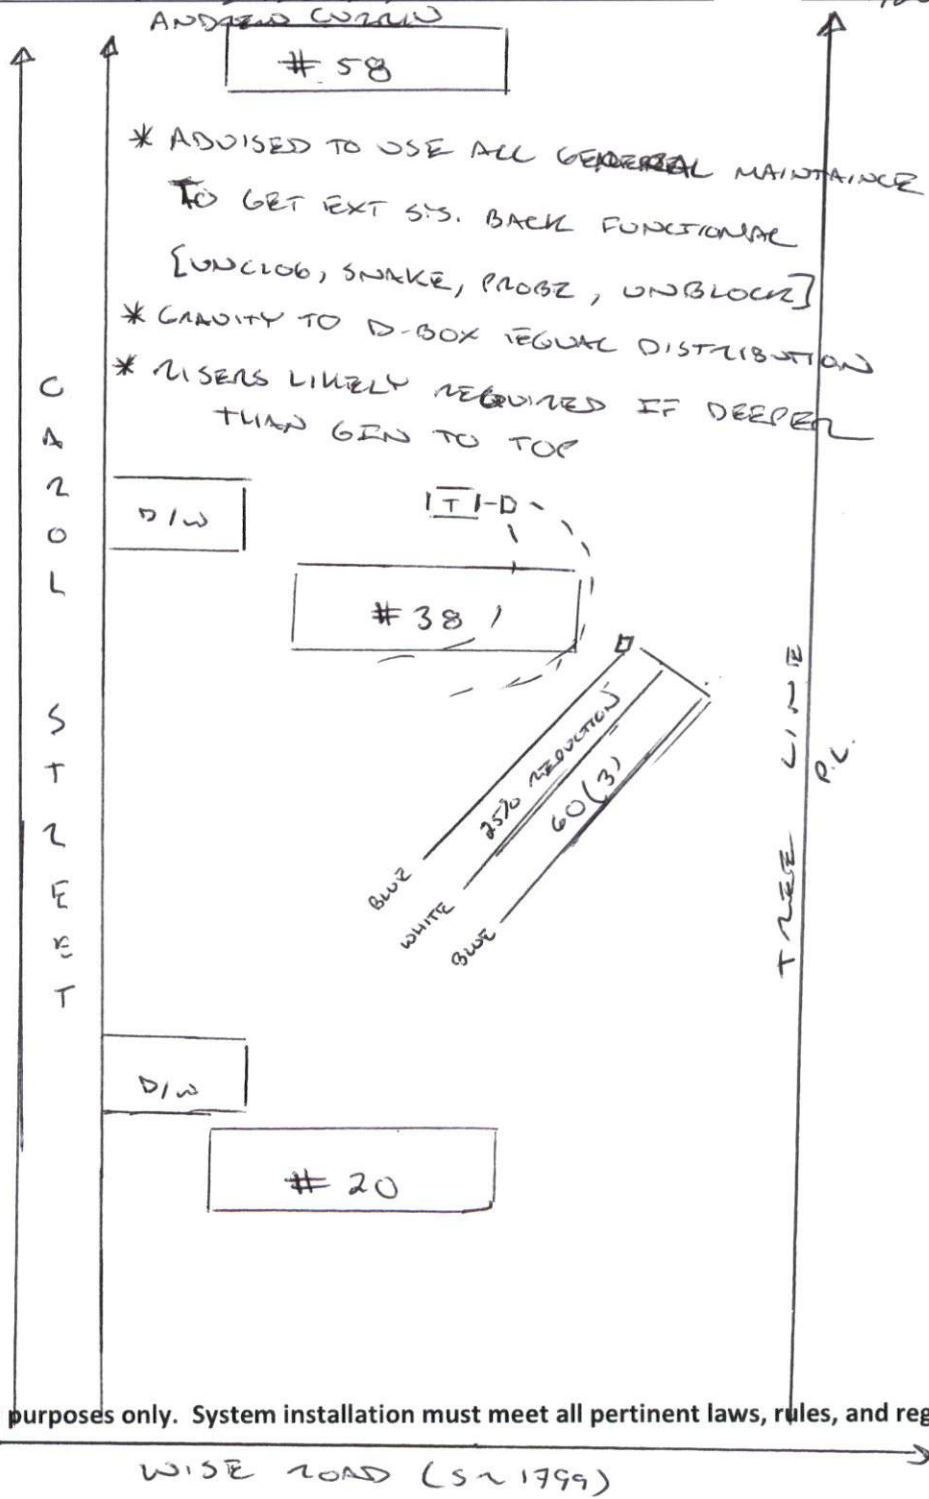 # 58
* ADVISED TO USE ALL GENERAL MAINTAINCE
TO GET EXT SYS. BACK FUNCTIONAL
[UNCLOG, SNAKE, PROBE, UNBLOCK]
* GRAVITY TO D-BOX EQUAL DISTRIBUTION
* RISERS LIKELY REQUIRED IF DEEPER
THAN 6IN TO TOP
CAROL STREET
D/W
T D
# 38
25% REDUCTION
60(3)
BLUE
WHITE
BLUE
TREE LINE
P.L.
D/W
# 20
purposes only. System installation must meet all pertinent laws, rules, and reg
WISE ROAD (SR 1799)